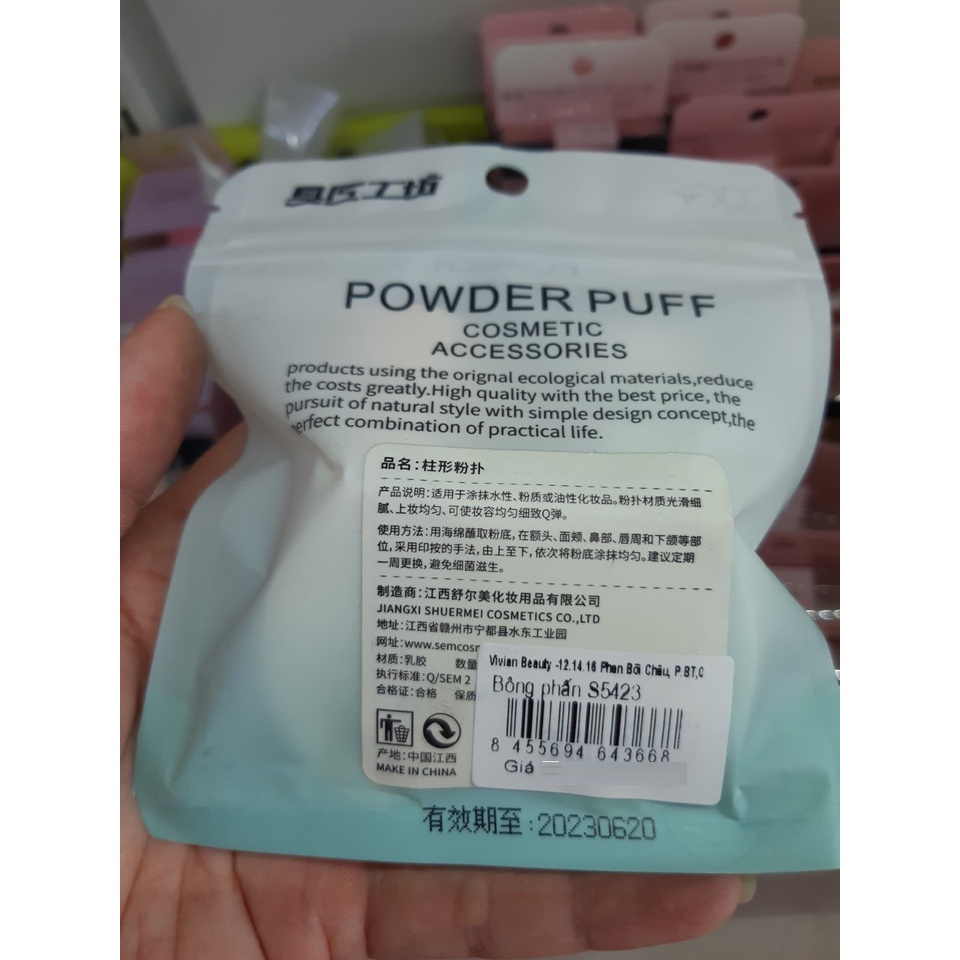 具匠工坊
POWDER PUFF
COSMETIC
ACCESSORIES
products using the orignal ecological materials,reduce
the costs greatly.High quality with the best price, the
pursuit of natural style with simple design concept,the
perfect combination of practical life.
品名:柱形粉扑
产品说明:适用于涂抹水性、粉质或油性化妆品。粉扑材质光滑细
腻、上妆均匀、可使妆容均匀细致Q弹。
使用方法:用海绵蘸取粉底,在额头、面颊、鼻部、唇周和下颌等部
位,采用印按的手法,由上至下,依次将粉底涂抹均匀。建议定期
一周更换,避免细菌滋生。
制造商:江西舒尔美化妆用品有限公司
JIANGXI SHUERMEI COSMETICS CO.,LTD
地址:江西省赣州市宁都县水东工业园
网址:www.semcosm
材质:乳胶 数量
执行标准:Q/SEM 2
合格证:合格 保质
产地:中国江西
MAKE IN CHINA
Vivian Beauty -12.14.16 Phan Bội Châu, P.BT,Q
Bông phấn S5423
8 455694 643668
Giá
有效期至:20230620